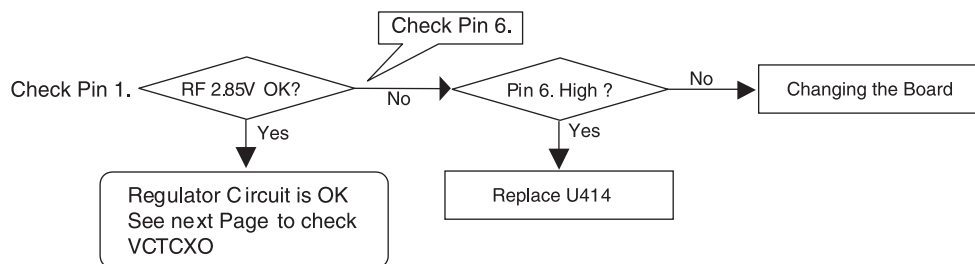 Check Pin 6.
Check Pin 1.
RF 2.85V OK?
No
Pin 6. High ?
No
Changing the Board
Yes
Yes
Regulator Circuit is OK
See next Page to check
VCTCXO
Replace U414